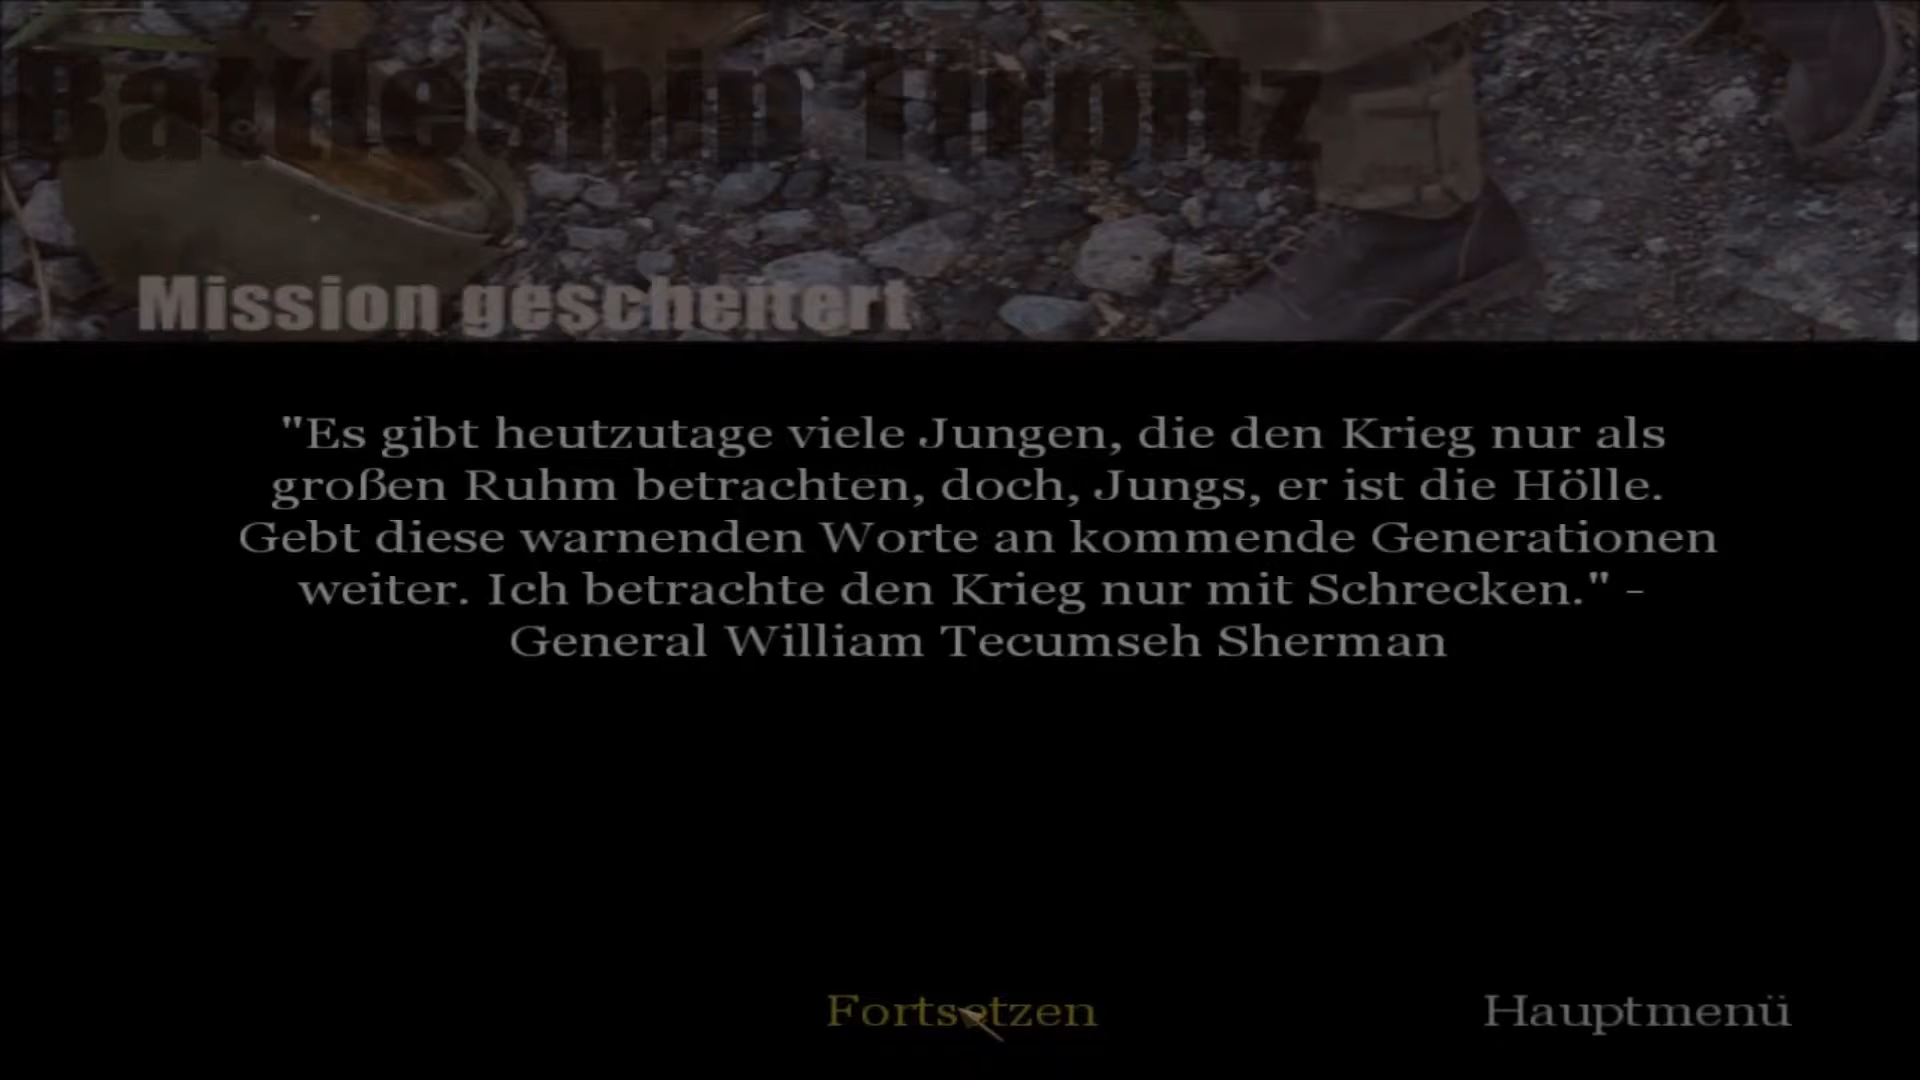 Battleship Tirpitz
Mission gescheitert
"Es gibt heutzutage viele Jungen, die den Krieg nur als
großen Ruhm betrachten, doch, Jungs, er ist die Hölle.
Gebt diese warnenden Worte an kommende Generationen
weiter. Ich betrachte den Krieg nur mit Schrecken." -
General William Tecumseh Sherman
Fortsetzen
Hauptmenü